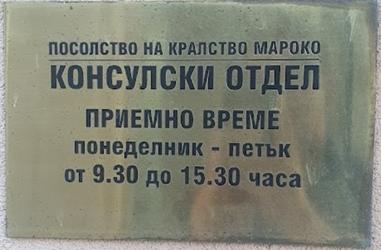 ПОСОЛСТВО НА КРАЛСТВО МАРОКО
КОНСУЛСКИ ОТДЕЛ
ПРИЕМНО ВРЕМЕ
понеделник - петък
от 9.30 до 15.30 часа